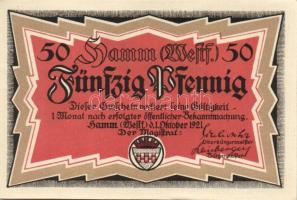 50 Hamm (Westf.) 50
Fünfzig Pfennig
Dieser Gutschein verliert seine Gültigkeit
1 Monat nach erfolgter öffentlicher Bekanntmachung.
Hamm (Westf.) d. 1. Oktober 1921
Der Magistrat:
Oberbürgermeister